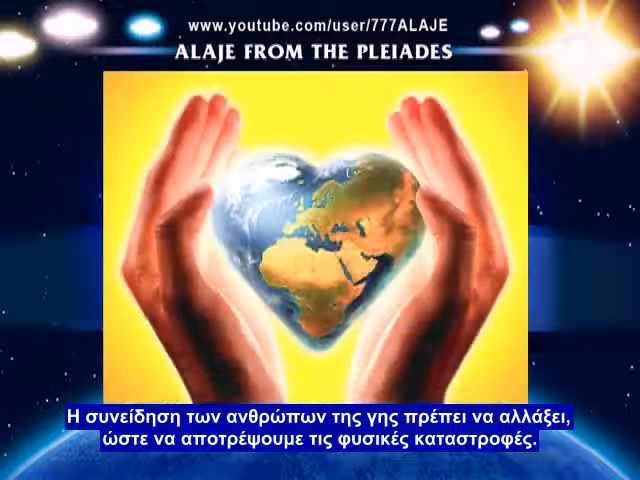 www.youtube.com/user/777ALAJE
ALAJE FROM THE PLEIADES
Η συνείδηση των ανθρώπων της γης πρέπει να αλλάξει,
ώστε να αποτρέψουμε τις φυσικές καταστροφές.